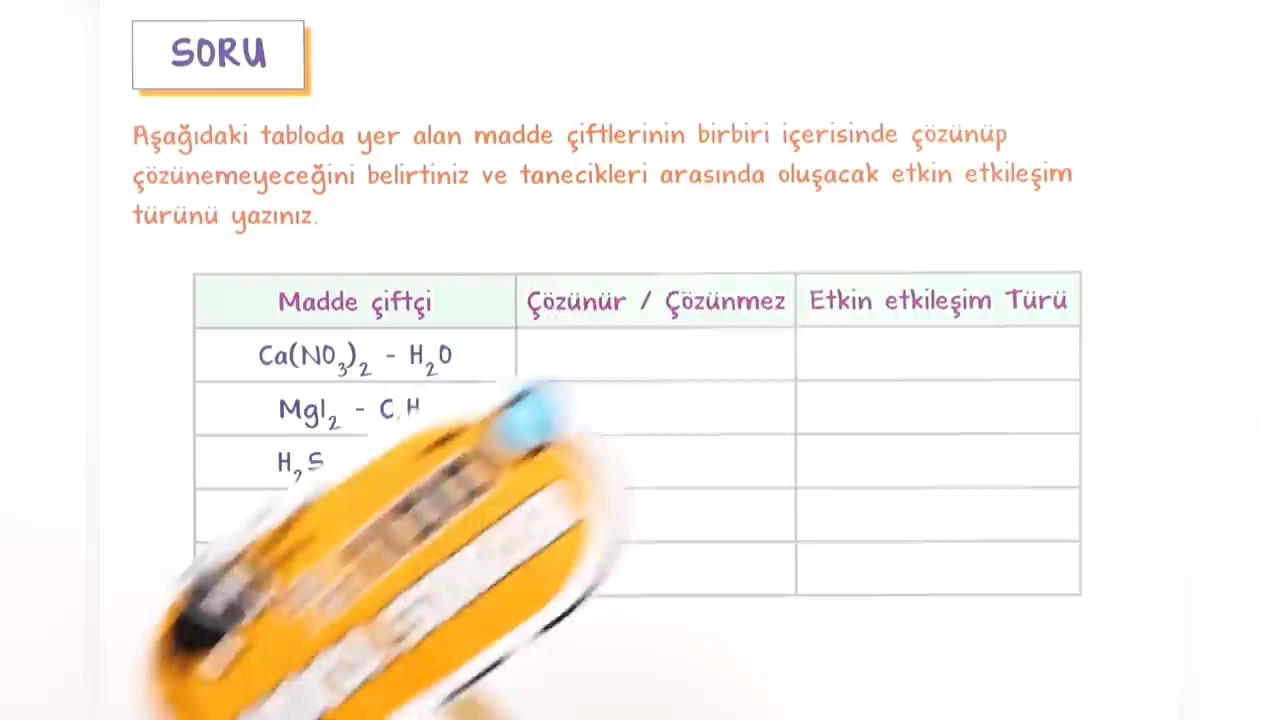 SORU
Aşağıdaki tabloda yer alan madde çiftlerinin birbiri içerisinde çözünüp
çözünemeyeceğini belirtiniz ve tanecikleri arasında oluşacak etkin etkileşim
türünü yazınız.
Madde çiftçi Çözünür / Çözünmez Etkin etkileşim Türü
Ca(NO₃)₂ - H₂O
MgI₂ - C H
H₂S